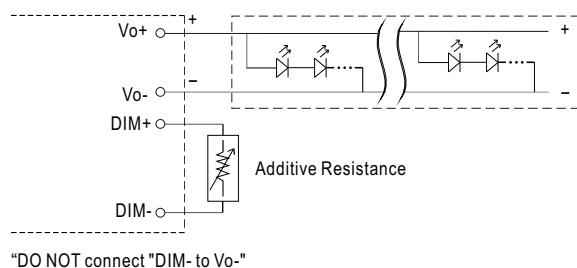 Vo+
+
+
−
Vo-
−
DIM+
Additive Resistance
DIM-
“DO NOT connect "DIM- to Vo-"